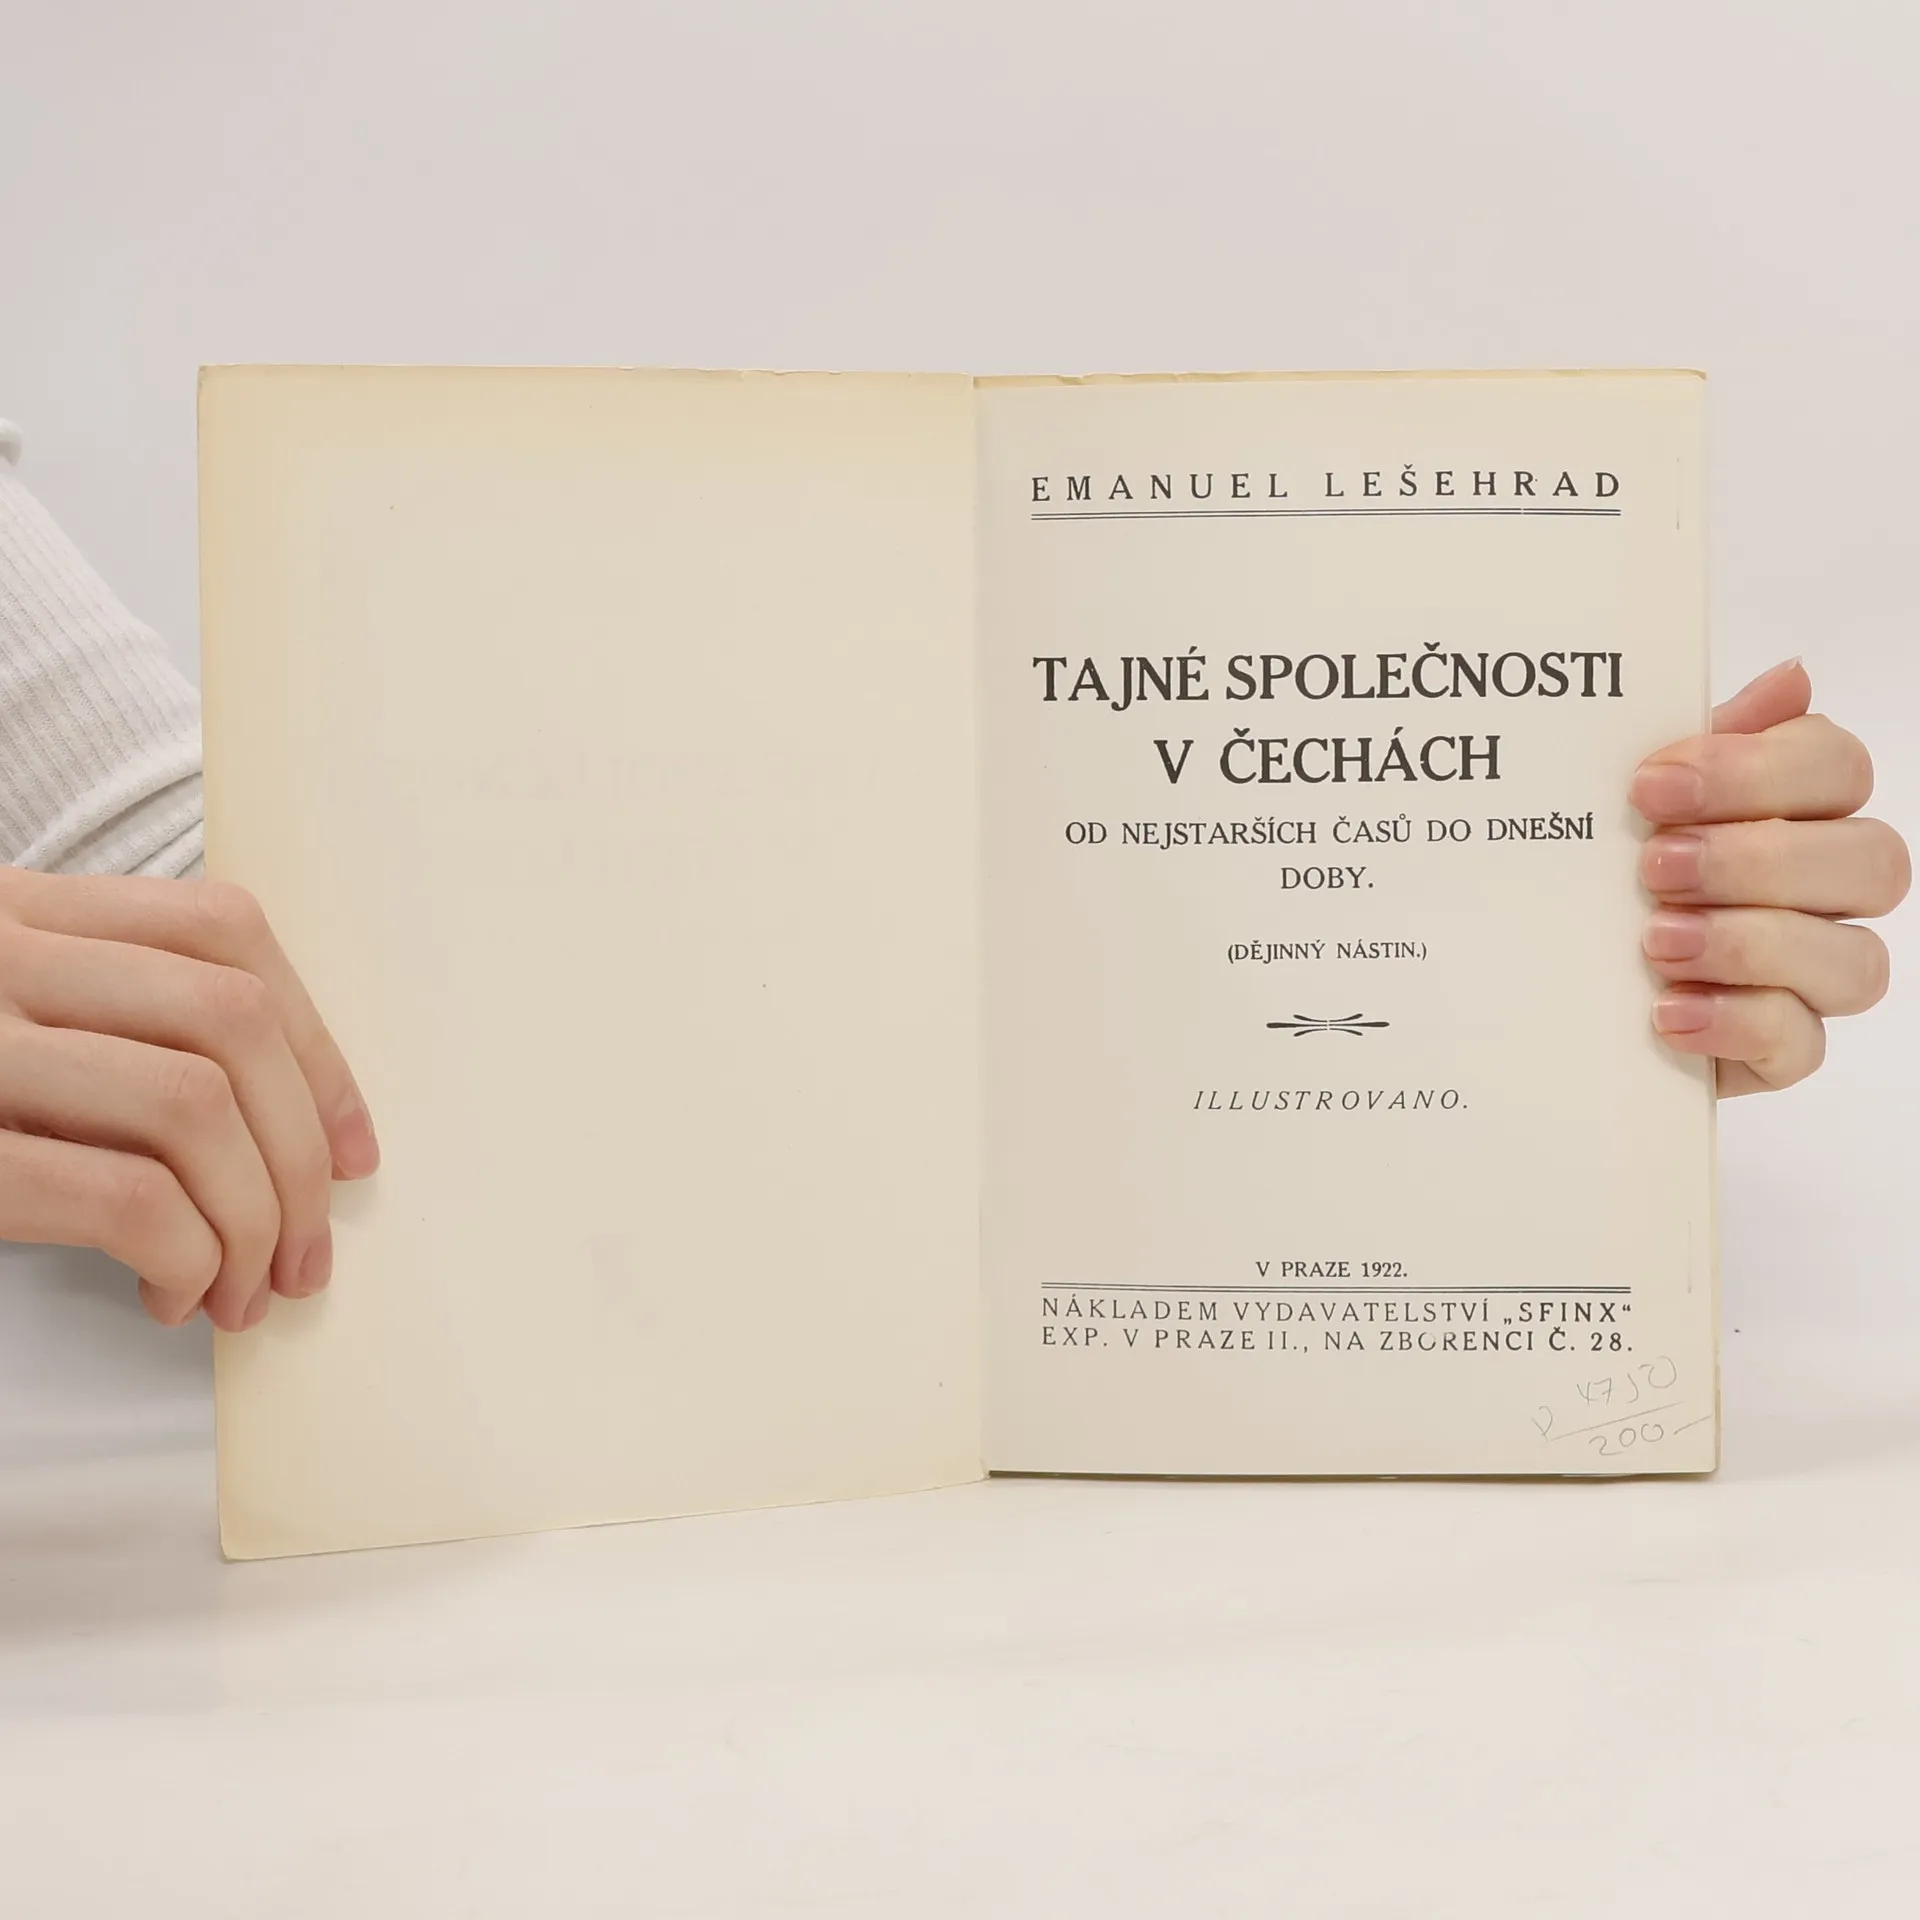 EMANUEL LEŠEHRAD
TAJNÉ SPOLEČNOSTI
V ČECHÁCH
OD NEJSTARŠÍCH ČASŮ DO DNEŠNÍ
DOBY.
(DĚJINNÝ NÁSTIN.)
ILLUSTROVANO.
V PRAZE 1922.
NÁKLADEM VYDAVATELSTVÍ „SFINX“
EXP. V PRAZE II., NA ZBORENCI Č. 28.
200.-